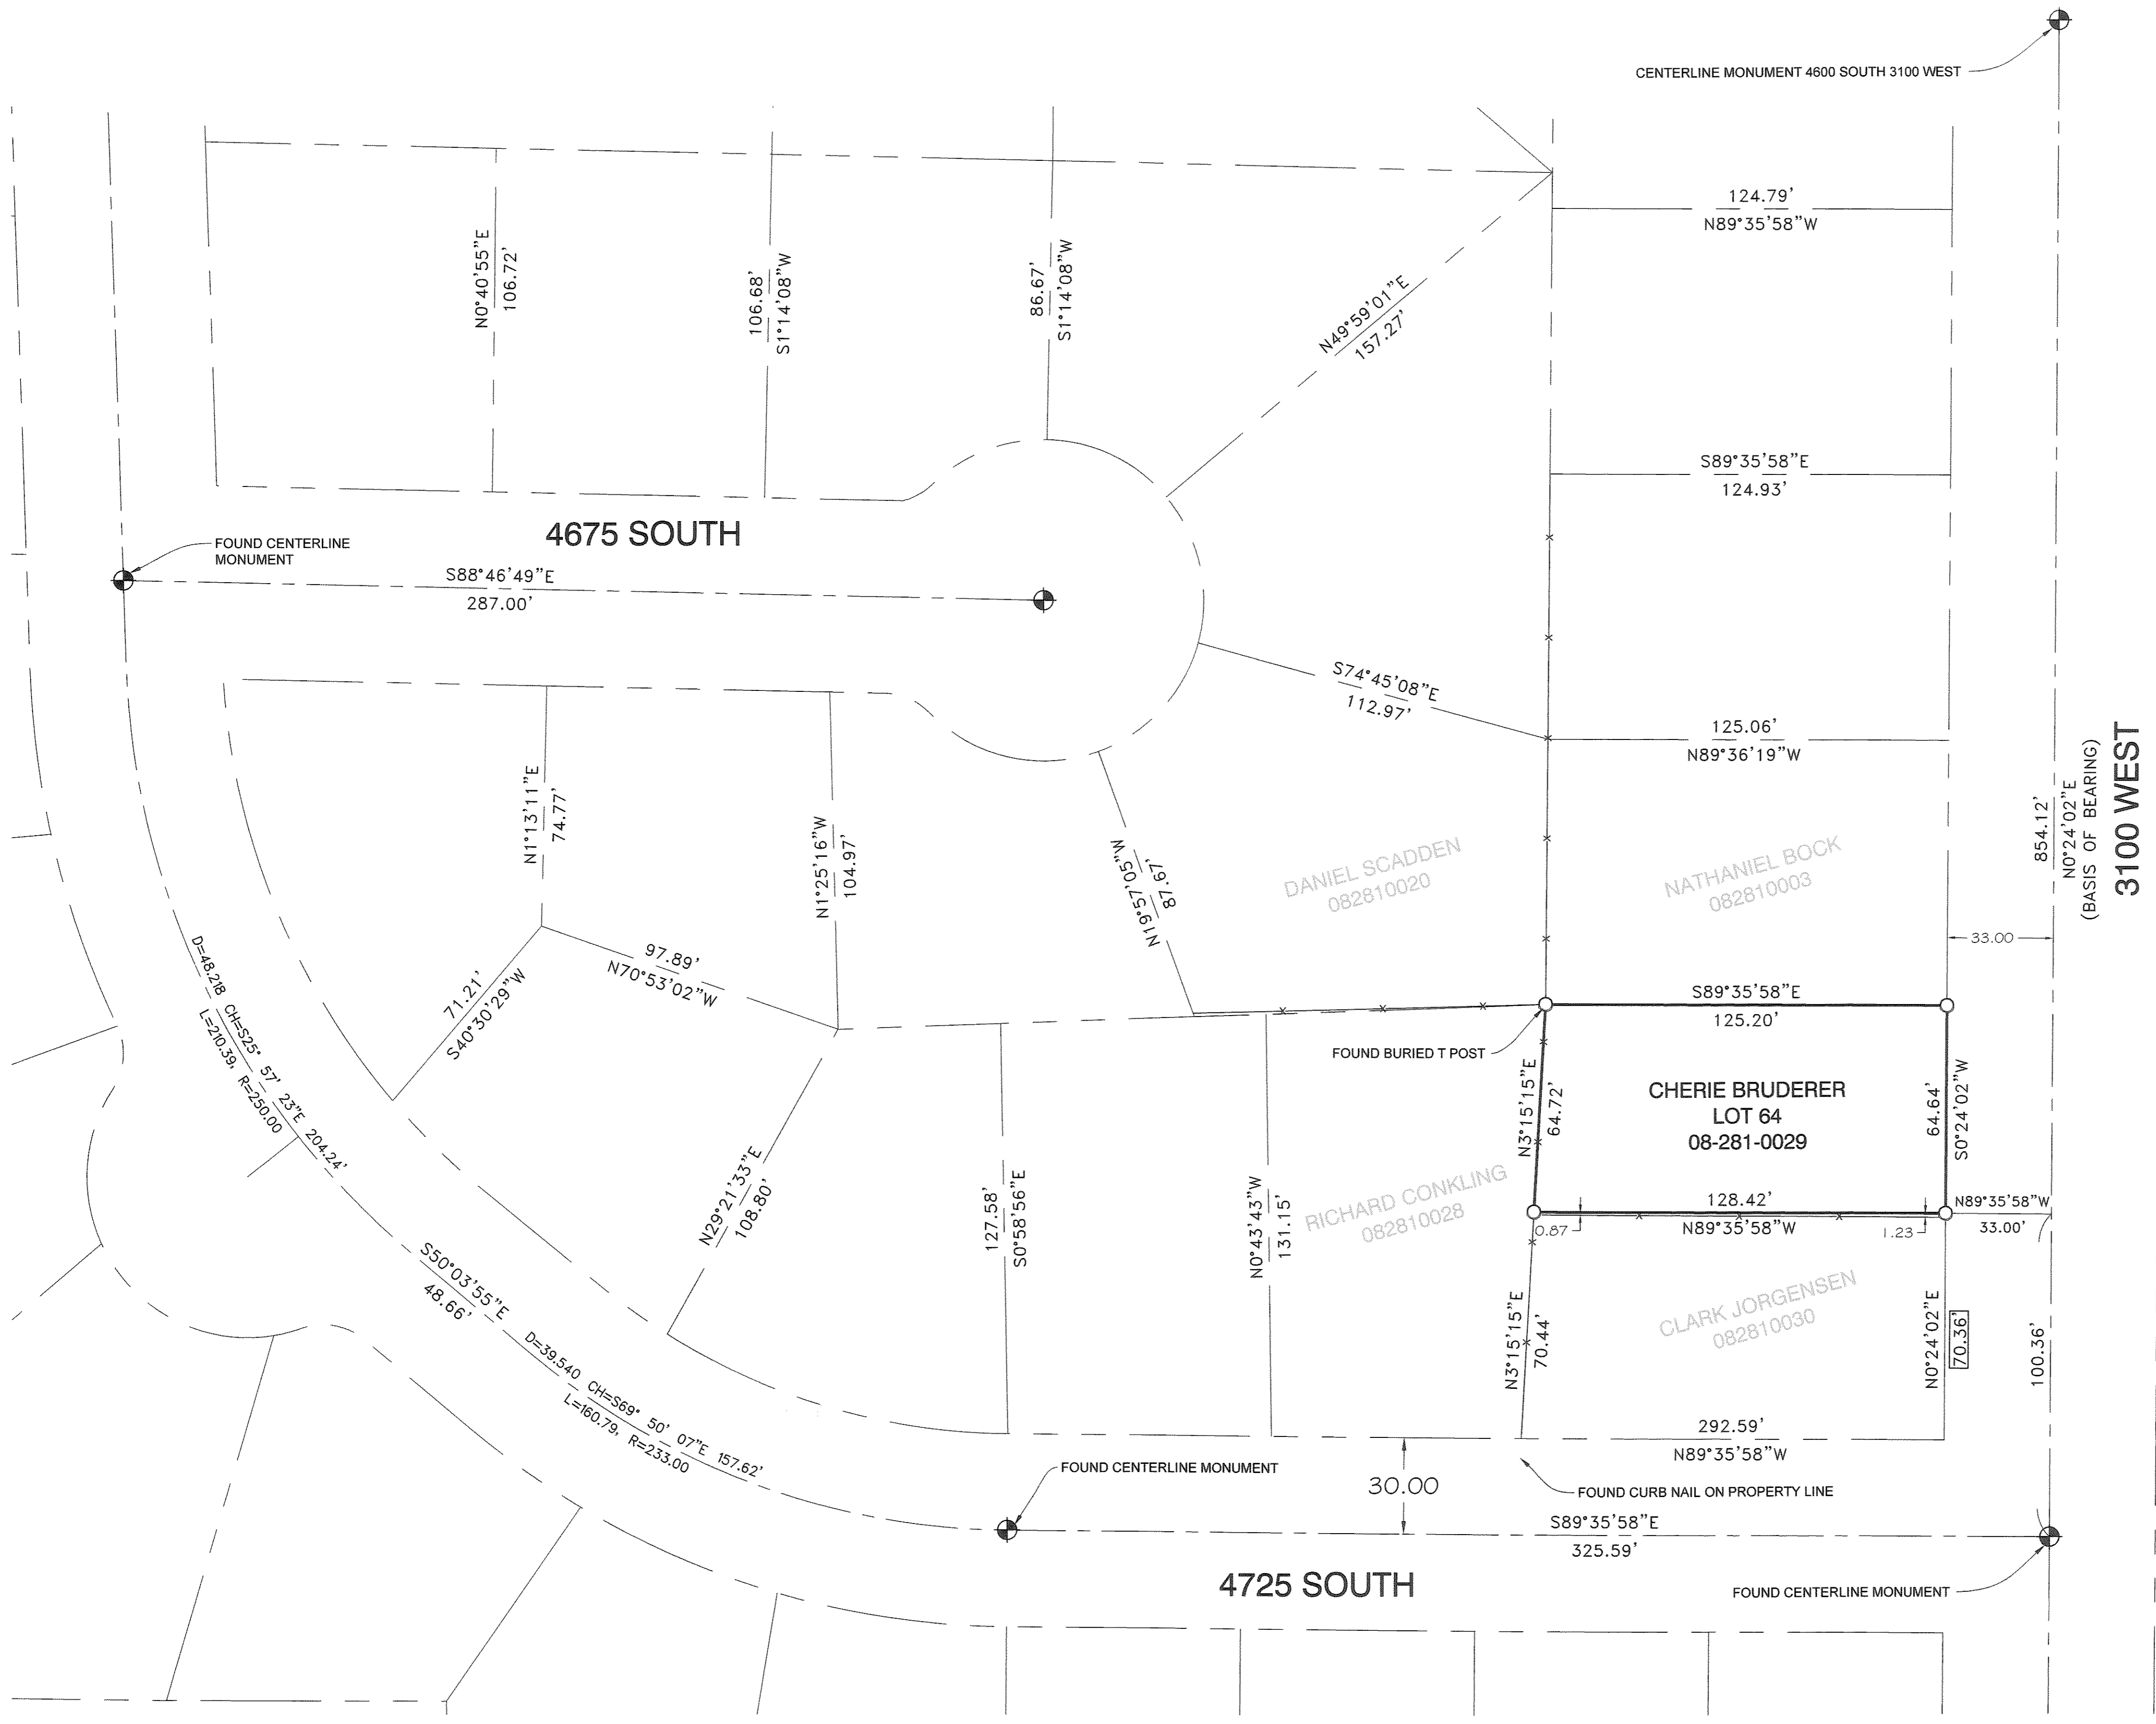 CENTERLINE MONUMENT 4600 SOUTH 3100 WEST
124.79'
N89°35'58"W
N0°40'55"E
106.72'
106.68'
S1°14'08"W
86.67'
S1°14'08"W
N49°59'01"E
157.27'
S89°35'58"E
124.93'
4675 SOUTH
FOUND CENTERLINE
MONUMENT
S88°46'49"E
287.00'
S74°45'08"E
112.97'
125.06'
N89°36'19"W
854.12'
N0°24'02"E
(BASIS OF BEARING)
3100 WEST
N1°13'11"E
74.77'
N1°25'16"W
104.97'
N19°57'05"W
87.67'
DANIEL SCADDEN
082810020
NATHANIEL BOCK
082810003
33.00
97.89'
N70°53'02"W
71.21'
S40°30'29"W
D=48.218 CH=S25° 57' 23"E 204.24'
L=210.39, R=250.00
S89°35'58"E
125.20'
FOUND BURIED T POST
N3°15'15"E
64.72'
CHERIE BRUDERER
LOT 64
08-281-0029
64.64'
S0°24'02"W
N29°21'33"E
108.80'
127.58'
S0°58'56"E
N0°43'43"W
131.15'
RICHARD CONKLING
082810028
128.42'
N89°35'58"W
0.87
1.23
N89°35'58"W
33.00'
S50°03'55"E
48.66'
D=39.540 CH=S69° 50' 07"E 157.62'
L=160.79, R=233.00
N3°15'15"E
70.44'
CLARK JORGENSEN
082810030
N0°24'02"E
70.36'
100.36'
292.59'
N89°35'58"W
FOUND CENTERLINE MONUMENT
30.00
FOUND CURB NAIL ON PROPERTY LINE
S89°35'58"E
325.59'
4725 SOUTH
FOUND CENTERLINE MONUMENT